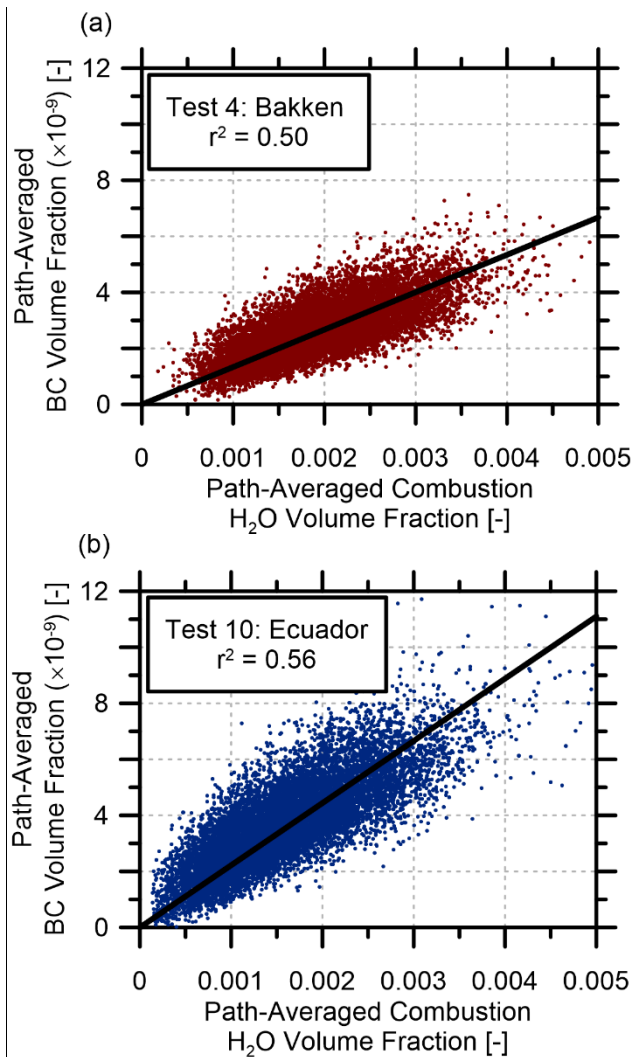 (a)
12
8
4
0
Path-Averaged
BC Volume Fraction (×10⁻⁹) [-]
Test 4: Bakken
r² = 0.50
0 0.001 0.002 0.003 0.004 0.005
Path-Averaged Combustion
H₂O Volume Fraction [-]
(b)
12
8
4
0
Path-Averaged
BC Volume Fraction (×10⁻⁹) [-]
Test 10: Ecuador
r² = 0.56
0 0.001 0.002 0.003 0.004 0.005
Path-Averaged Combustion
H₂O Volume Fraction [-]